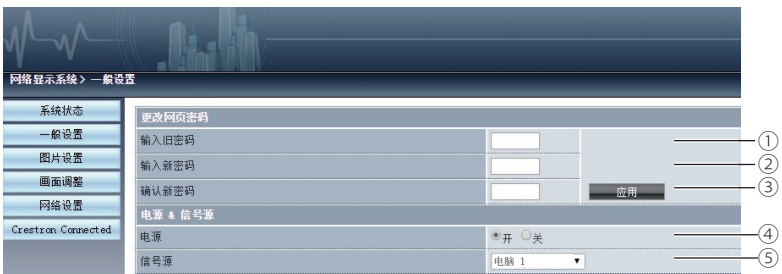 网络显示系统> 一般设置
系统状态
一般设置
图片设置
画面调整
网络设置
Crestron Connected
更改网页密码
输入旧密码 ①
输入新密码 ②
确认新密码 应用 ③
电源 & 信号源
电源 开 关 ④
信号源 电脑 1 ⑤